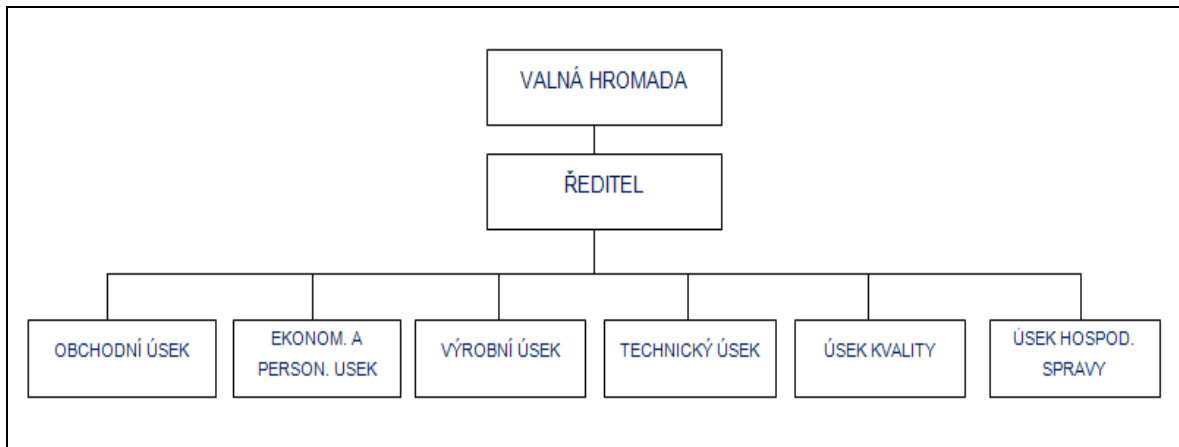 VALNÁ HROMADA
ŘEDITEL
OBCHODNÍ ÚSEK
EKONOM. A
PERSON. USEK
VÝROBNÍ ÚSEK
TECHNICKÝ ÚSEK
ÚSEK KVALITY
ÚSEK HOSPOD.
SPRAVY